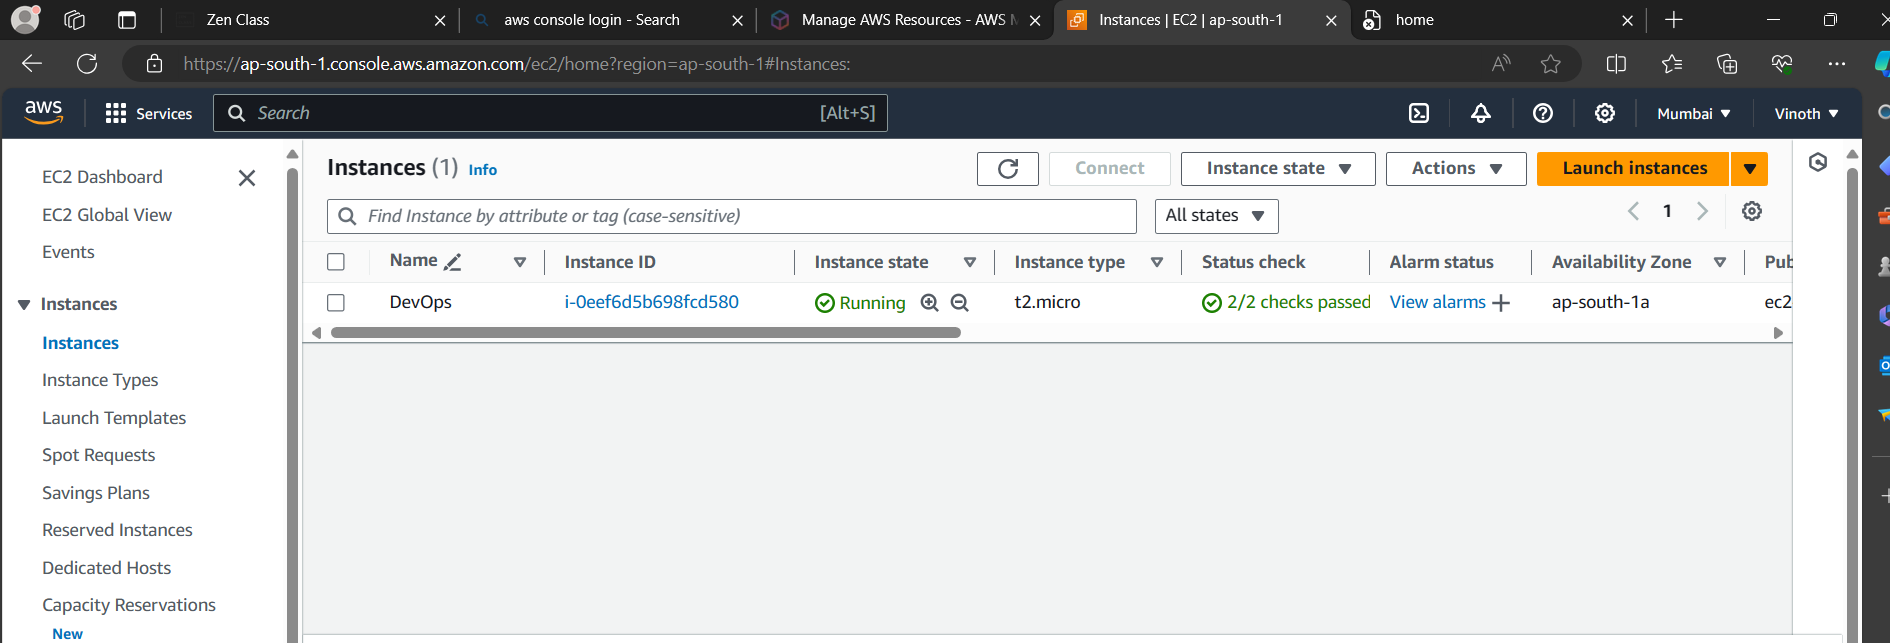 Zen Class
aws console login - Search
Manage AWS Resources - AWS M
Instances | EC2 | ap-south-1
home
https://ap-south-1.console.aws.amazon.com/ec2/home?region=ap-south-1#Instances:
aws
Services
Search
[Alt+S]
Mumbai
Vinoth
EC2 Dashboard
EC2 Global View
Events
Instances
Instances
Instance Types
Launch Templates
Spot Requests
Savings Plans
Reserved Instances
Dedicated Hosts
Capacity Reservations
New
Instances (1) Info
Connect
Instance state
Actions
Launch instances
Find Instance by attribute or tag (case-sensitive)
All states
1
Name Instance ID Instance state Instance type Status check Alarm status Availability Zone Pub
DevOps i-0eef6d5b698fcd580 Running t2.micro 2/2 checks passed View alarms ap-south-1a ec2